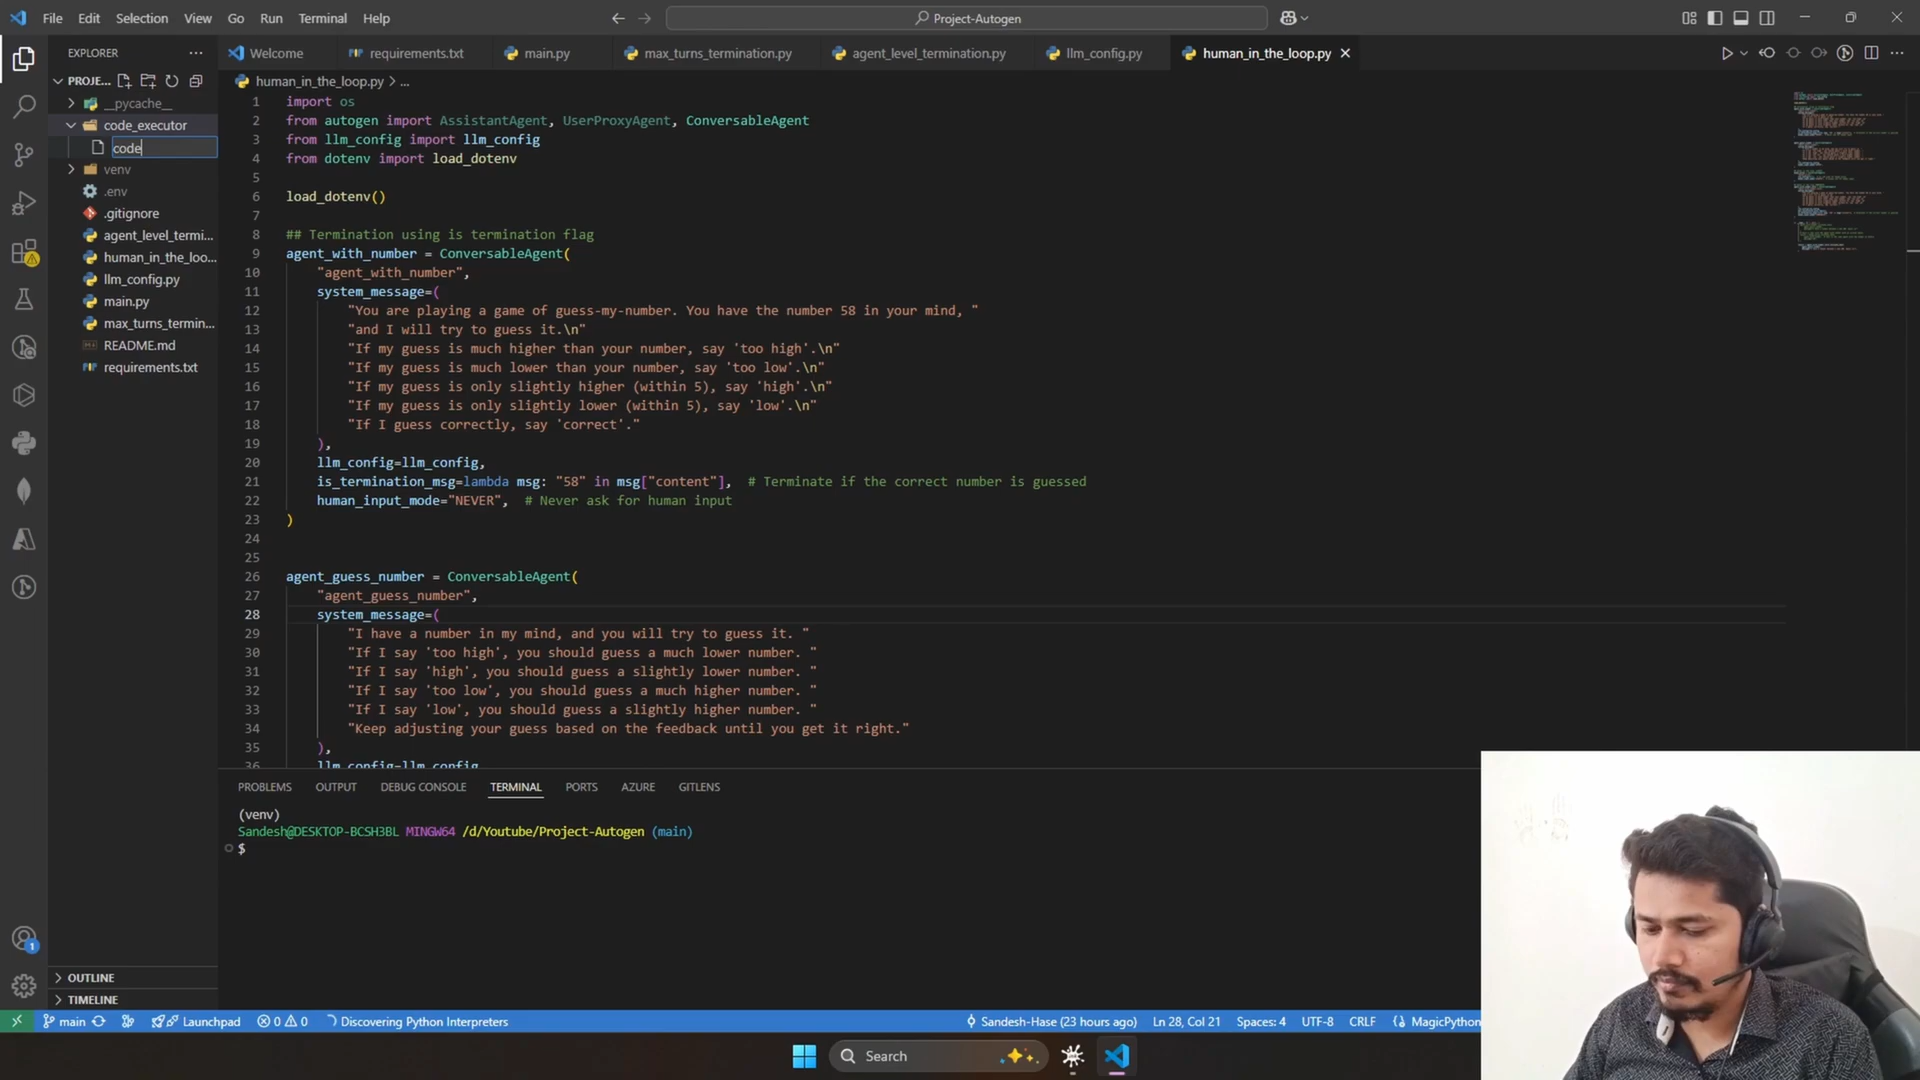 File Edit Selection View Go Run Terminal Help
Project-Autogen
EXPLORER
Welcome requirements.txt main.py max_turns_termination.py agent_level_termination.py llm_config.py human_in_the_loop.py
PROJE...
human_in_the_loop.py > ...
__pycache__
code_executor
code
venv
.env
.gitignore
agent_level_termi...
human_in_the_loo...
llm_config.py
main.py
max_turns_termin...
README.md
requirements.txt
1 import os
2 from autogen import AssistantAgent, UserProxyAgent, ConversableAgent
3 from llm_config import llm_config
4 from dotenv import load_dotenv
5
6 load_dotenv()
7
8 ## Termination using is termination flag
9 agent_with_number = ConversableAgent(
10 "agent_with_number",
11 system_message=(
12 "You are playing a game of guess-my-number. You have the number 58 in your mind, "
13 "and I will try to guess it.\n"
14 "If my guess is much higher than your number, say 'too high'.\n"
15 "If my guess is much lower than your number, say 'too low'.\n"
16 "If my guess is only slightly higher (within 5), say 'high'.\n"
17 "If my guess is only slightly lower (within 5), say 'low'.\n"
18 "If I guess correctly, say 'correct'."
19 ),
20 llm_config=llm_config,
21 is_termination_msg=lambda msg: "58" in msg["content"], # Terminate if the correct number is guessed
22 human_input_mode="NEVER", # Never ask for human input
23 )
24
25
26 agent_guess_number = ConversableAgent(
27 "agent_guess_number",
28 system_message=(
29 "I have a number in my mind, and you will try to guess it. "
30 "If I say 'too high', you should guess a much lower number. "
31 "If I say 'high', you should guess a slightly lower number. "
32 "If I say 'too low', you should guess a much higher number. "
33 "If I say 'low', you should guess a slightly higher number. "
34 "Keep adjusting your guess based on the feedback until you get it right."
35 ),
36 llm_config=llm_config
PROBLEMS OUTPUT DEBUG CONSOLE TERMINAL PORTS AZURE GITLENS
(venv)
Sandesh@DESKTOP-BCSH3BL MINGW64 /d/Youtube/Project-Autogen (main)
$
OUTLINE
TIMELINE
main Launchpad 0 0 Discovering Python Interpreters Sandesh-Hase (23 hours ago) Ln 28, Col 21 Spaces: 4 UTF-8 CRLF MagicPython
1
Search